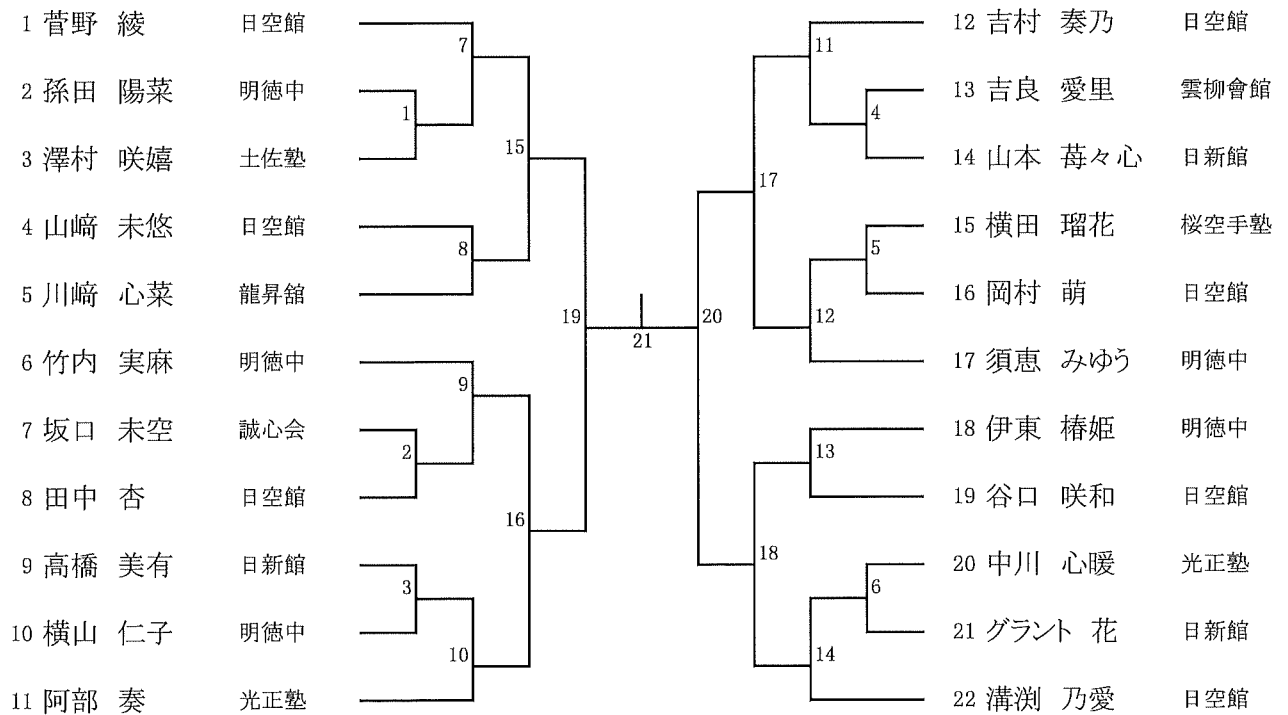 1 菅野 綾 日空館
2 孫田 陽菜 明徳中
3 澤村 咲嬉 土佐塾
4 山﨑 未悠 日空館
5 川﨑 心菜 龍昇舘
6 竹内 実麻 明徳中
7 坂口 未空 誠心会
8 田中 杏 日空館
9 高橋 美有 日新館
10 横山 仁子 明徳中
11 阿部 奏 光正塾
7
1
15
8
19
9
2
16
3
10
21
11
4
17
5
20
12
13
18
6
14
12 吉村 奏乃 日空館
13 吉良 愛里 雲柳會館
14 山本 苺々心 日新館
15 横田 瑠花 桜空手塾
16 岡村 萌 日空館
17 須恵 みゆう 明徳中
18 伊東 椿姫 明徳中
19 谷口 咲和 日空館
20 中川 心暖 光正塾
21 グラント 花 日新館
22 溝渕 乃愛 日空館